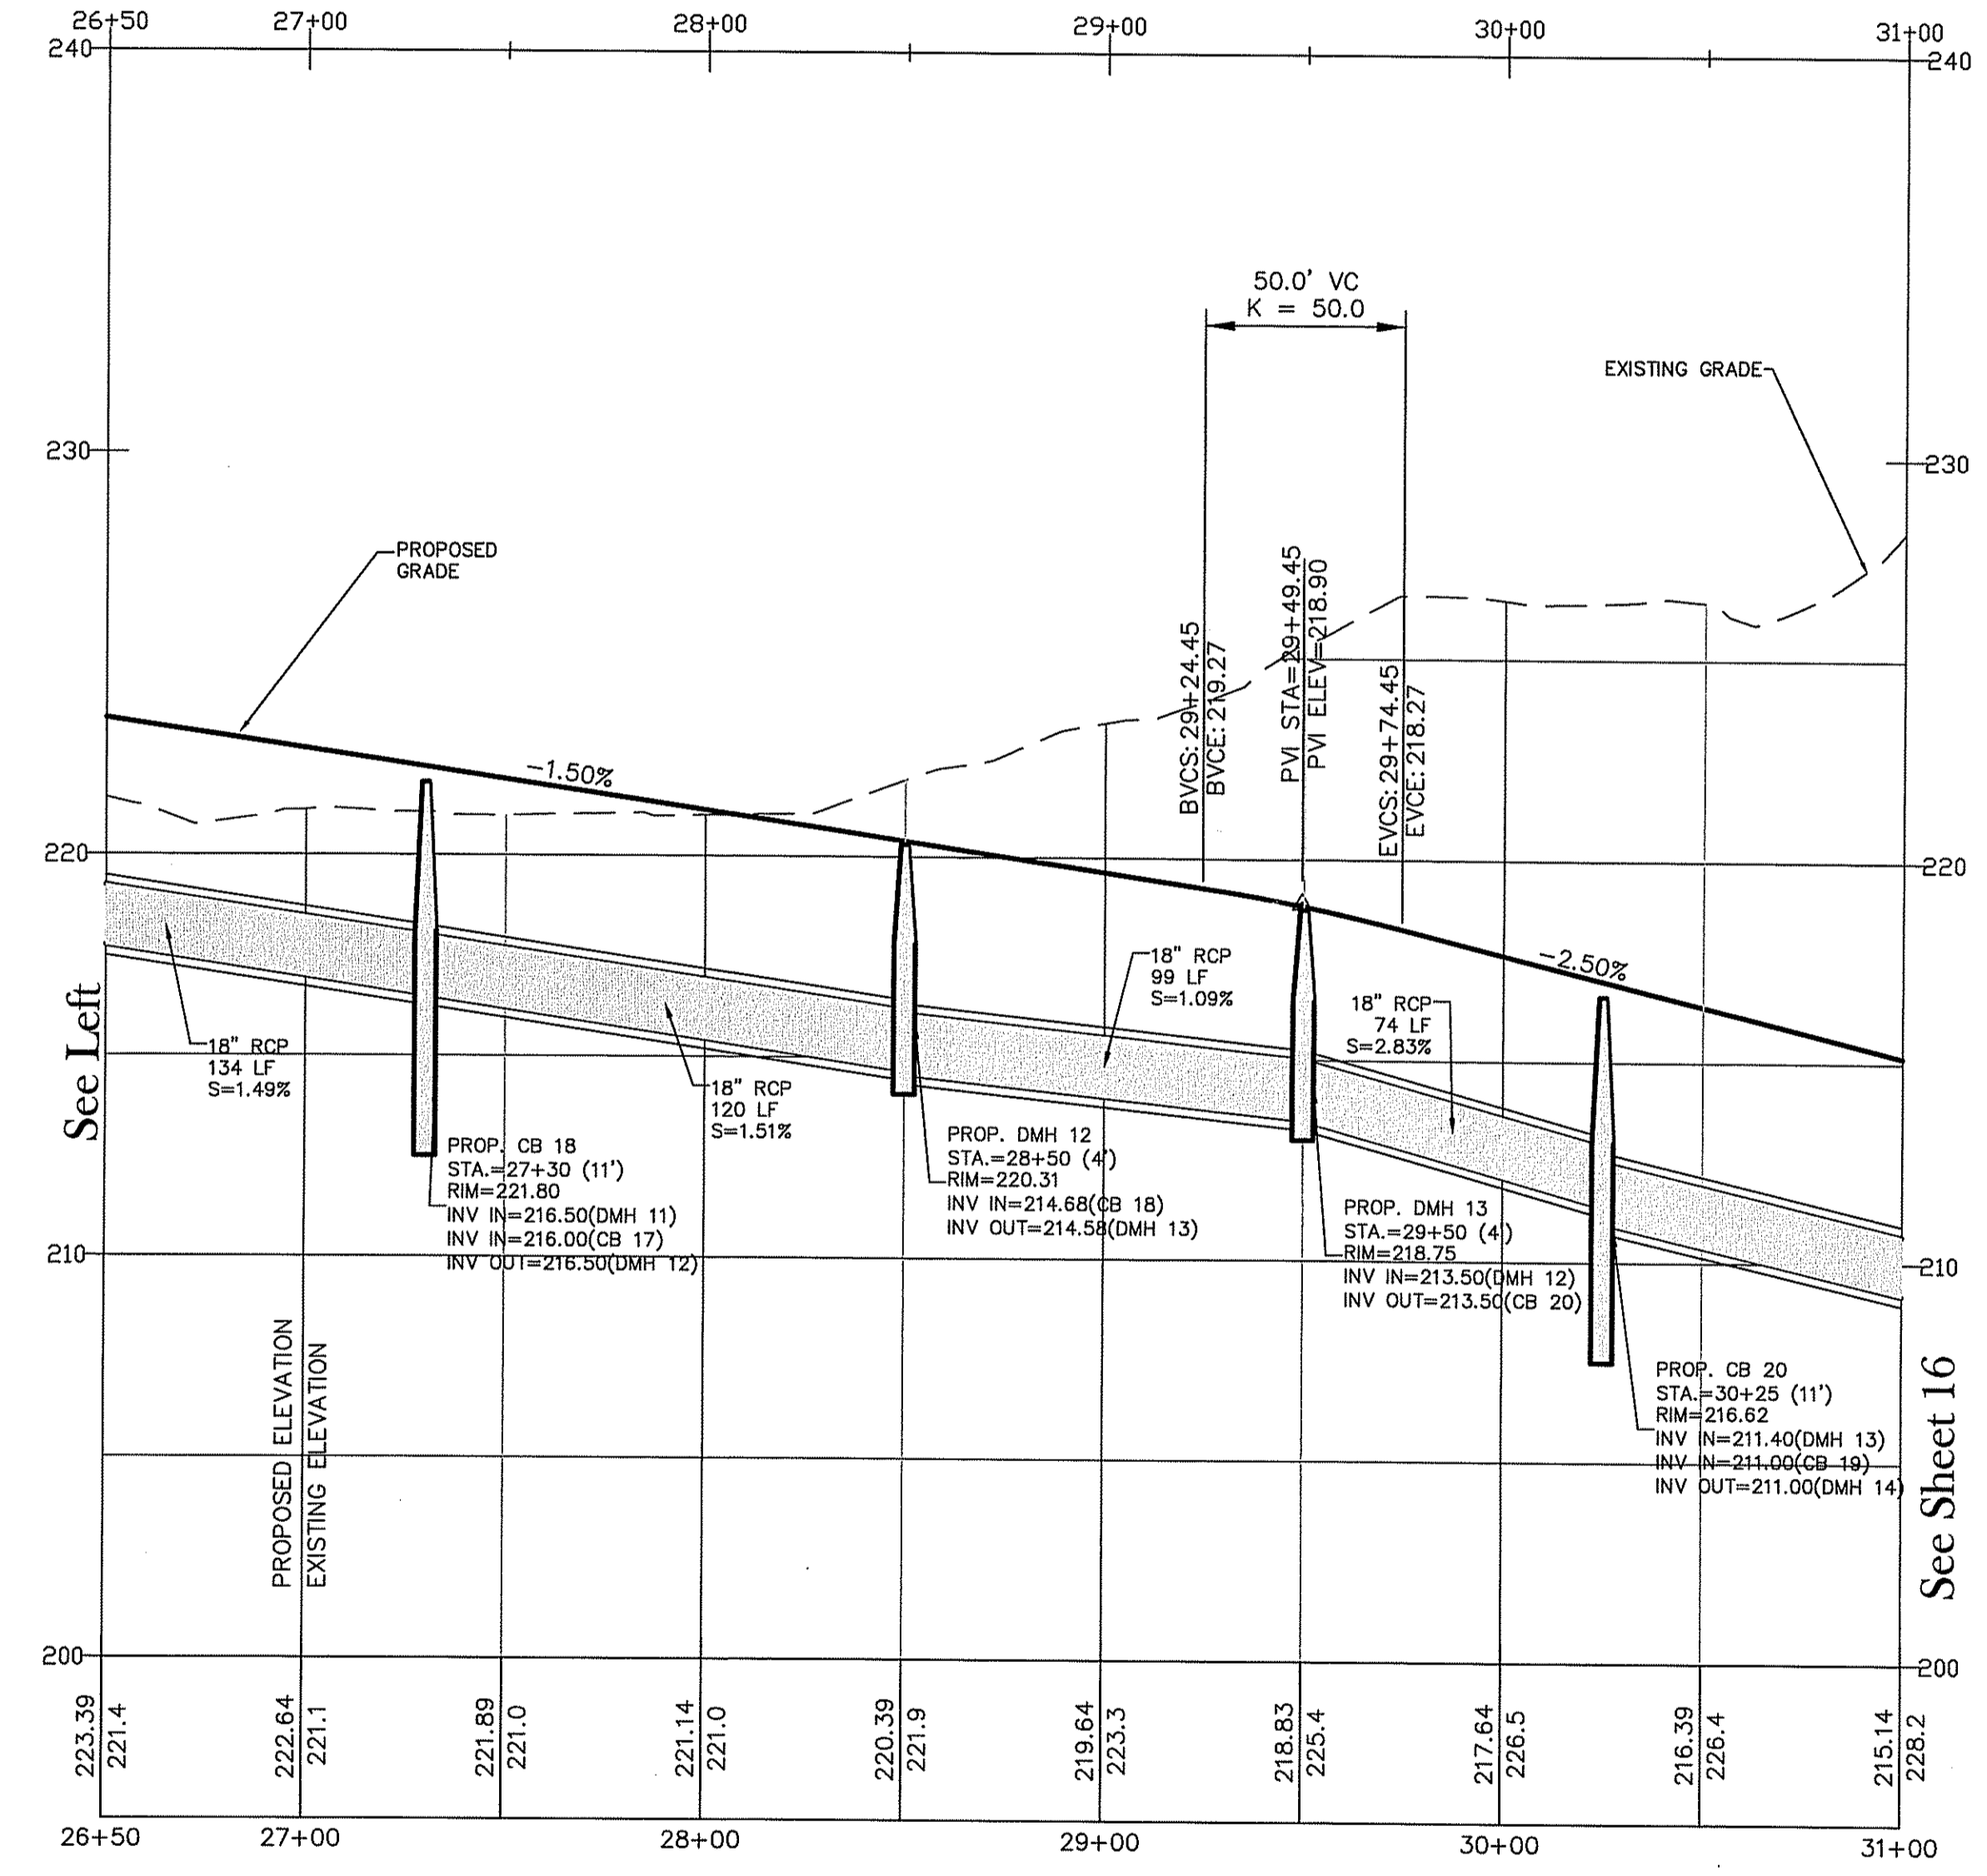 26+50
27+00
28+00
29+00
30+00
31+00
240
240
50.0' VC
K = 50.0
EXISTING GRADE
230
230
PROPOSED
GRADE
BVCS: 29+24.45
BVCE: 219.27
PVI STA=29+49.45
PVI ELEV=218.90
EVCS: 29+74.45
EVCE: 218.27
-1.50%
220
220
-2.50%
See Left
18" RCP
134 LF
S=1.49%
18" RCP
120 LF
S=1.51%
18" RCP
99 LF
S=1.09%
18" RCP
74 LF
S=2.83%
PROP. CB 18
STA.=27+30 (11')
RIM=221.80
INV IN=216.50(DMH 11)
INV IN=216.00(CB 17)
INV OUT=216.50(DMH 12)
PROP. DMH 12
STA.=28+50 (4')
RIM=220.31
INV IN=214.68(CB 18)
INV OUT=214.58(DMH 13)
PROP. DMH 13
STA.=29+50 (4')
RIM=218.75
INV IN=213.50(DMH 12)
INV OUT=213.50(CB 20)
PROP. CB 20
STA.=30+25 (11')
RIM=216.62
INV IN=211.40(DMH 13)
INV IN=211.00(CB 19)
INV OUT=211.00(DMH 14)
210
210
See Sheet 16
PROPOSED ELEVATION
EXISTING ELEVATION
200
200
223.39
221.4
222.64
221.1
221.89
221.0
221.14
221.0
220.39
221.9
219.64
223.3
218.83
225.4
217.64
226.5
216.39
226.4
215.14
228.2
26+50
27+00
28+00
29+00
30+00
31+00